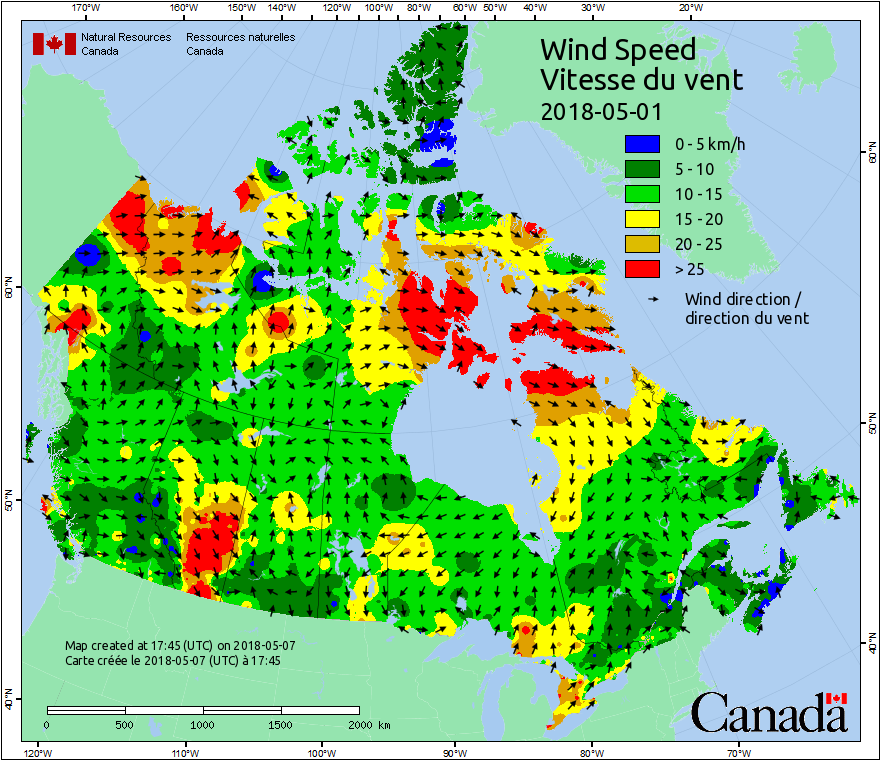 170°W 160°W 150°W 140°W 130°W 120°W 110°W 100°W 90°W 80°W 70°W 60°W 50°W 40°W 30°W 20°W
Natural Resources Canada
Ressources naturelles Canada
Wind Speed
Vitesse du vent
2018-05-01
0 - 5 km/h
5 - 10
10 - 15
15 - 20
20 - 25
> 25
Wind direction /
direction du vent
60°N
50°N
40°N
60°N
50°N
40°N
Map created at 17:45 (UTC) on 2018-05-07
Carte créée le 2018-05-07 (UTC) à 17:45
0 500 1000 1500 2000 km
Canada
120°W 110°W 100°W 90°W 80°W 70°W